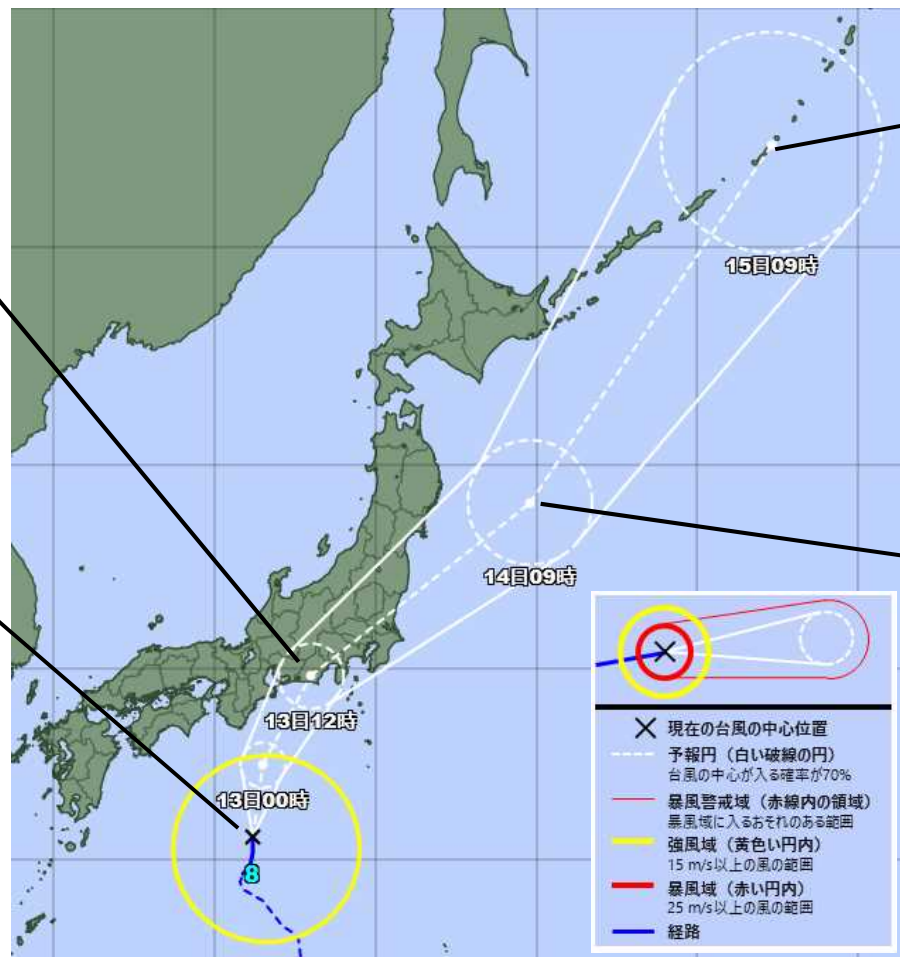 15日09時
14日09時
13日12時
13日00時
8
現在の台風の中心位置
予報円（白い破線の円）
台風の中心が入る確率が70%
暴風警戒域（赤線内の領域）
暴風域に入るおそれのある範囲
強風域（黄色い円内）
15 m/s以上の風の範囲
暴風域（赤い円内）
25 m/s以上の風の範囲
経路